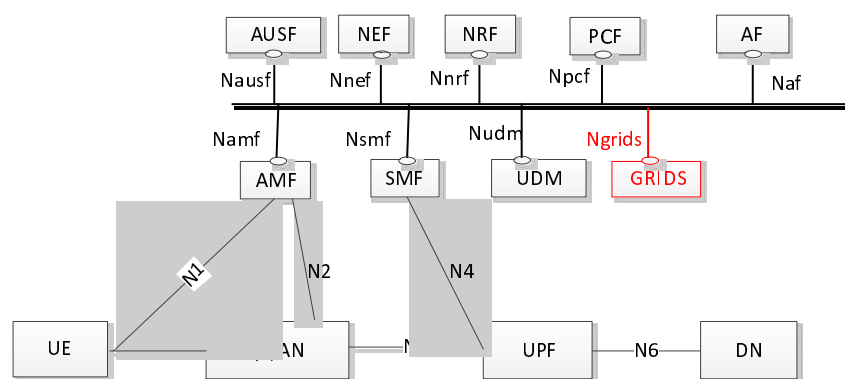 AUSF NEF NRF PCF AF
Nausf Nnef Nnrf Npcf Naf
Namf Nsmf Nudm Ngrids
AMF SMF UDM GRIDS
N1 N2 N4
UE AN UPF N6 DN